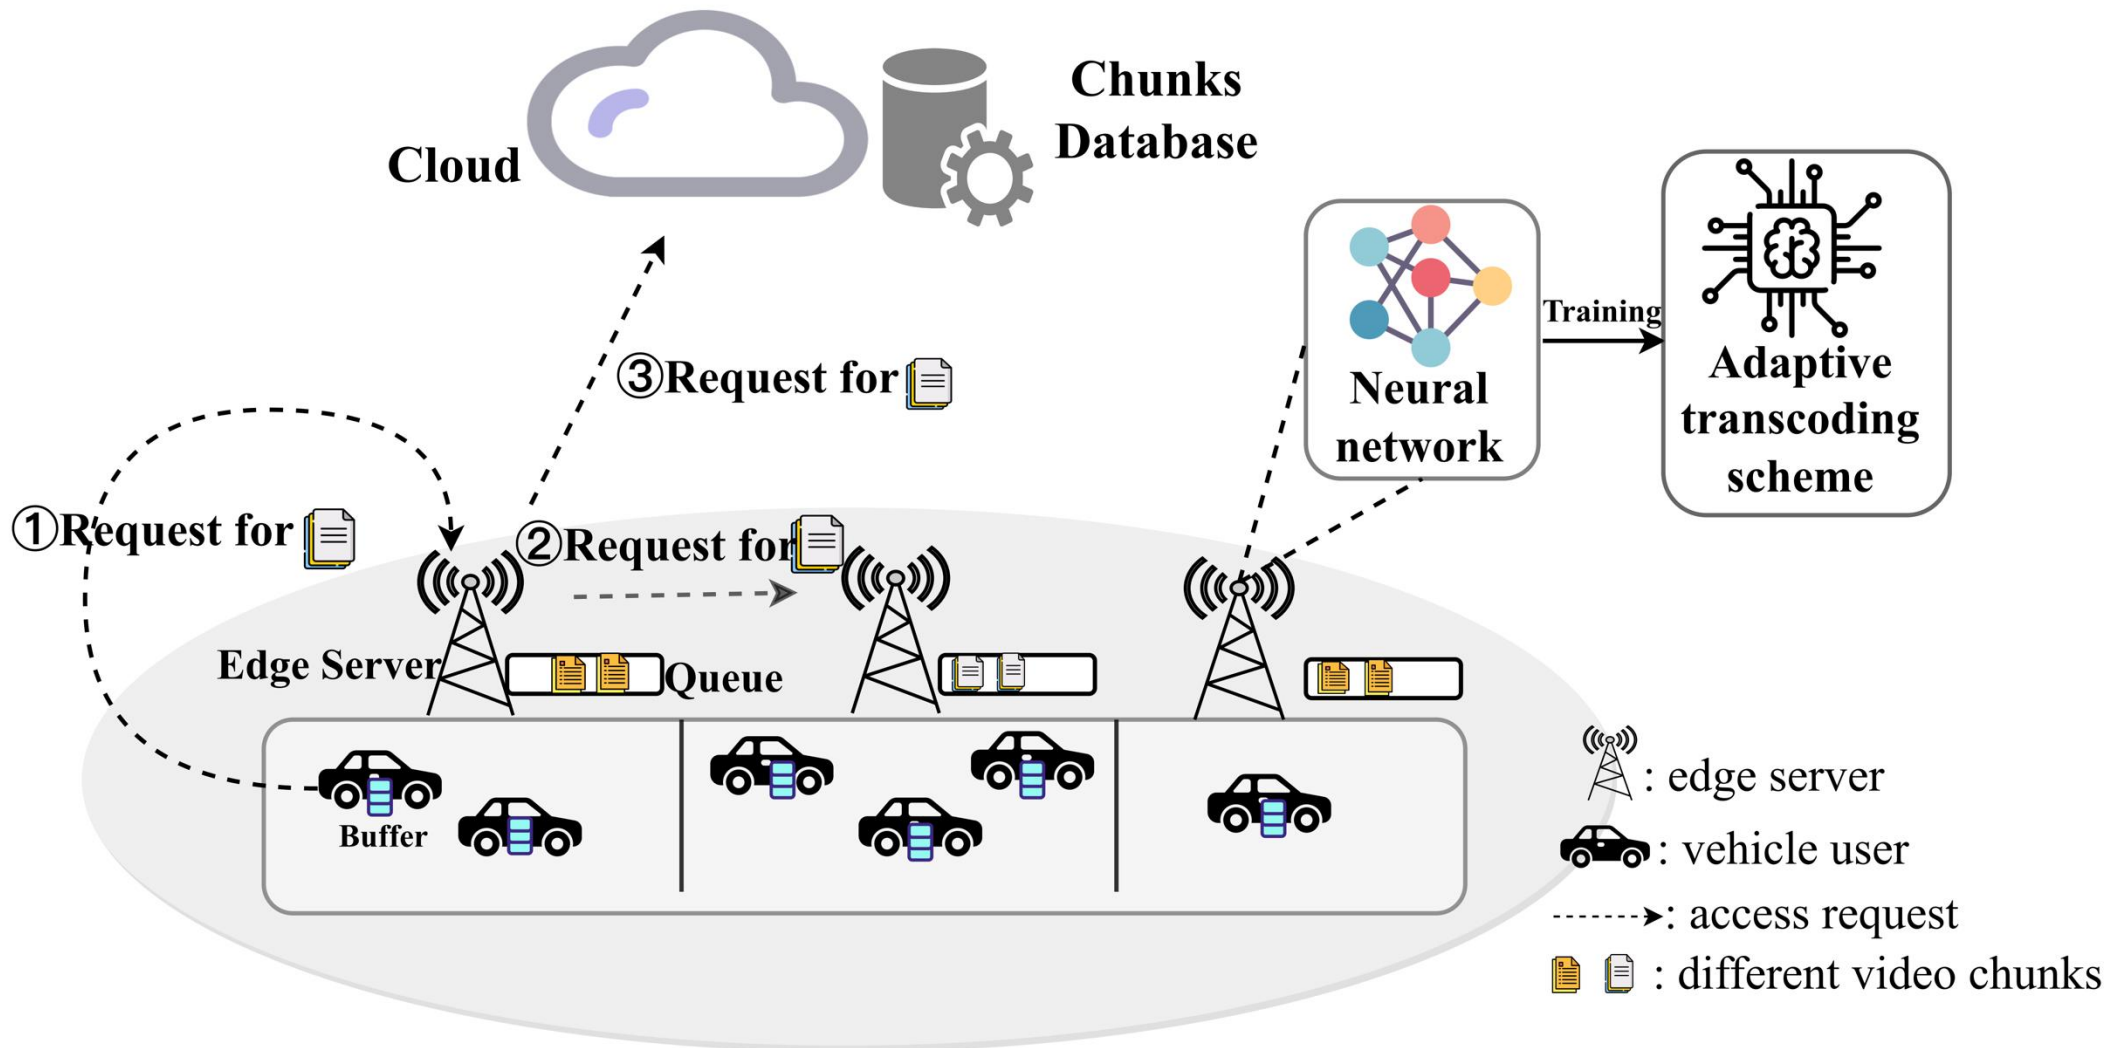 Chunks
Database
Cloud
Training
Adaptive
transcoding
scheme
Neural
network
③Request for
①Request for
②Request for
Edge Server
Queue
Buffer
: edge server
: vehicle user
: access request
: different video chunks